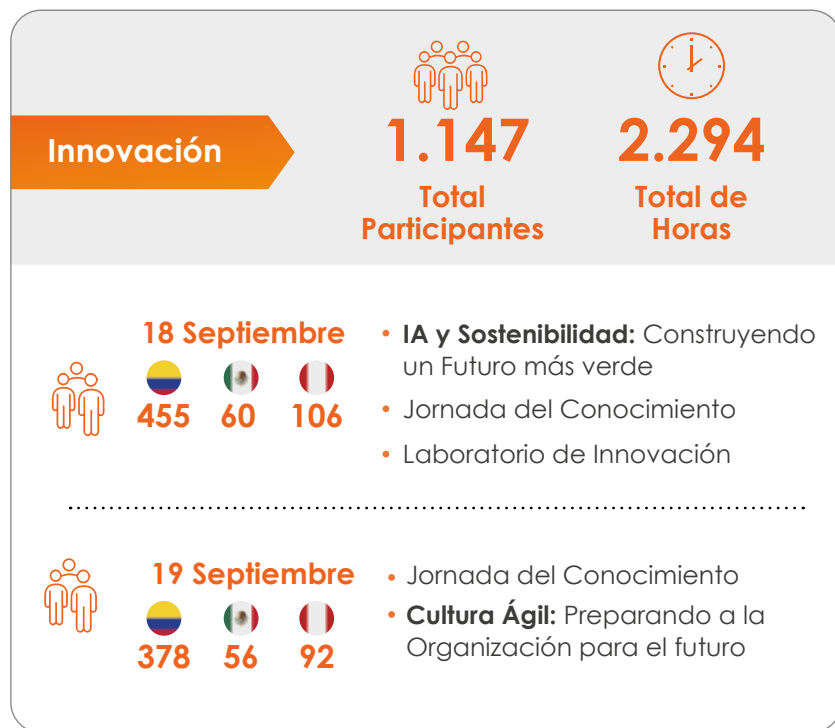 Innovación
1.147
Total
Participantes
2.294
Total de
Horas
18 Septiembre
455 60 106
• IA y Sostenibilidad: Construyendo
un Futuro más verde
• Jornada del Conocimiento
• Laboratorio de Innovación
19 Septiembre
378 56 92
• Jornada del Conocimiento
• Cultura Ágil: Preparando a la
Organización para el futuro